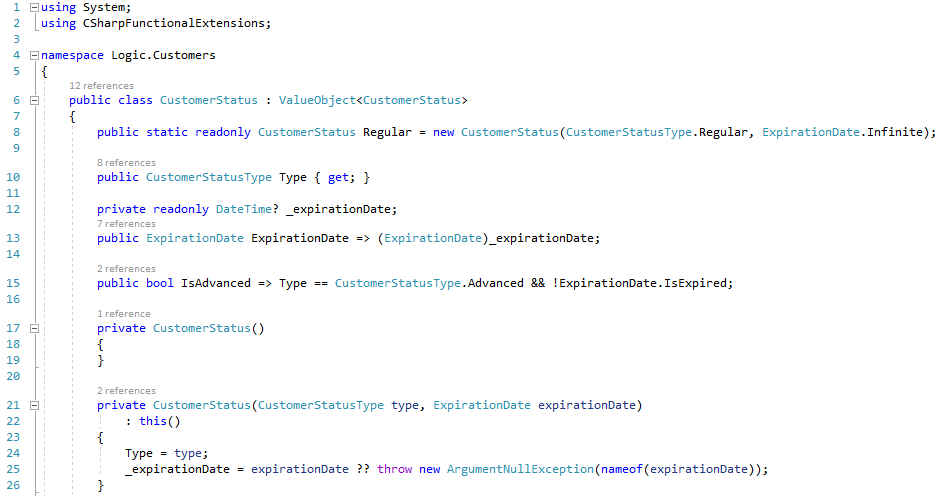 1 using System;
2 using CSharpFunctionalExtensions;
3
4 namespace Logic.Customers
5 {
12 references
6 public class CustomerStatus : ValueObject<CustomerStatus>
7 {
8 public static readonly CustomerStatus Regular = new CustomerStatus(CustomerStatusType.Regular, ExpirationDate.Infinite);
9
8 references
10 public CustomerStatusType Type { get; }
11
12 private readonly DateTime? _expirationDate;
7 references
13 public ExpirationDate ExpirationDate => (ExpirationDate)_expirationDate;
14
2 references
15 public bool IsAdvanced => Type == CustomerStatusType.Advanced && !ExpirationDate.IsExpired;
16
1 reference
17 private CustomerStatus()
18 {
19 }
20
2 references
21 private CustomerStatus(CustomerStatusType type, ExpirationDate expirationDate)
22 : this()
23 {
24 Type = type;
25 _expirationDate = expirationDate ?? throw new ArgumentNullException(nameof(expirationDate));
26 }